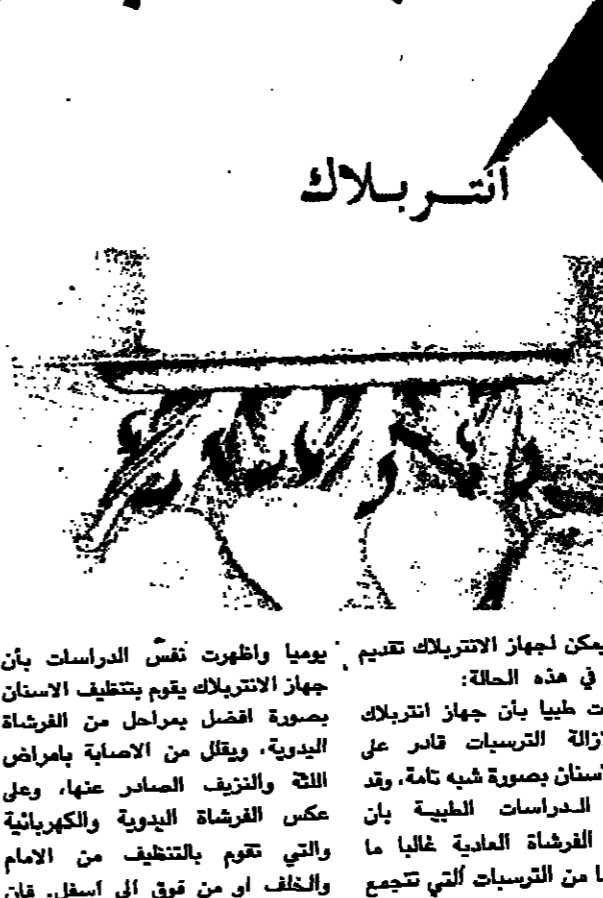 انتربلاك
يمكن لجهاز الانتربلاك تقديم
في هذه الحالة:
ت طبيا بأن جهاز انتربلاك
زالة الترسبات قادر على
اسنان بصورة شبه تامة، وقد
الدراسات الطبية بان
الفرشاة العادية غالبا ما
ا من الترسبات التي تتجمع
يوميا واظهرت نفس الدراسات بأن
جهاز الانتربلاك يقوم بتنظيف الاسنان
بصورة افضل بمراحل من الفرشاة
اليدوية، ويقلل من الاصابة بامراض
اللثة والنزيف الصادر عنها، وعلى
عكس الفرشاة اليدوية والكهربائية
والتي تقوم بالتنظيف من الامام
والخلف او من فوق الى اسفل. فان